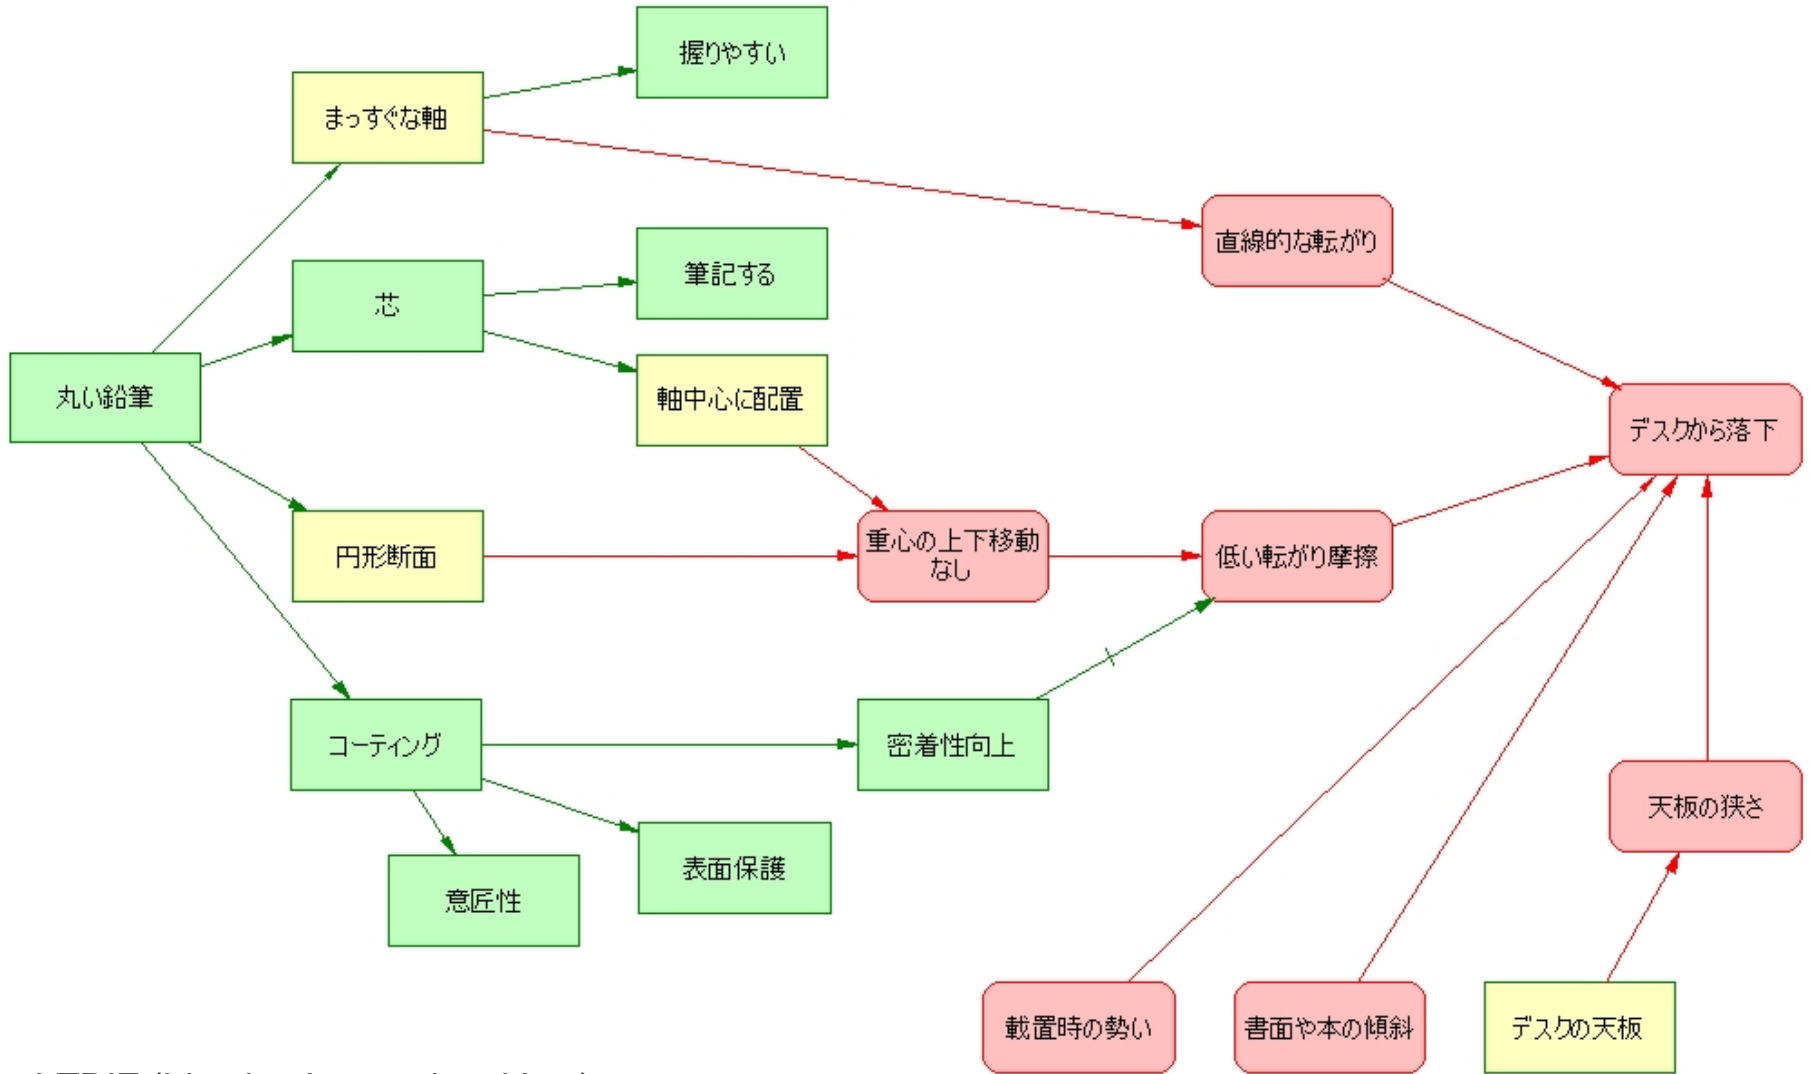 握りやすい
まっすぐな軸
直線的な転がり
筆記する
芯
丸い鉛筆
軸中心に配置
デスクから落下
円形断面
重心の上下移動
なし
低い転がり摩擦
コーティング
密着性向上
天板の狭さ
表面保護
意匠性
載置時の勢い
書面や本の傾斜
デスクの天板